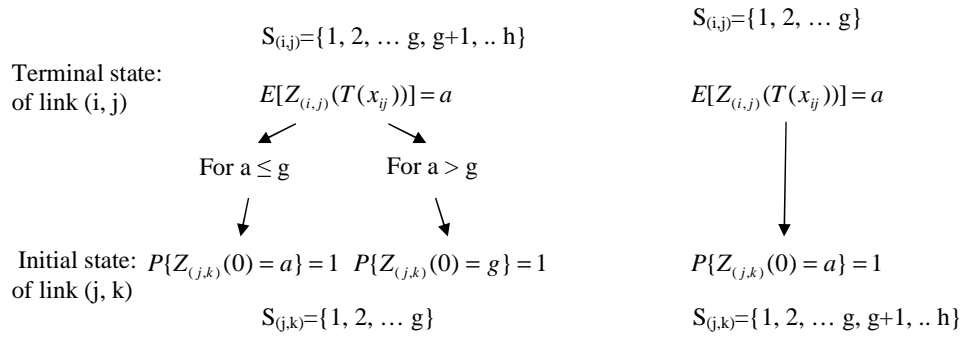 S(i,j)={1, 2, … g, g+1, .. h}
S(i,j)={1, 2, … g}
Terminal state:
of link (i, j)
E[Z(i,j)(T(xij))] = a
E[Z(i,j)(T(xij))] = a
For a ≤ g
For a > g
Initial state:
of link (j, k)
P{Z(j,k)(0) = a} = 1
P{Z(j,k)(0) = g} = 1
P{Z(j,k)(0) = a} = 1
S(j,k)={1, 2, … g}
S(j,k)={1, 2, … g, g+1, .. h}